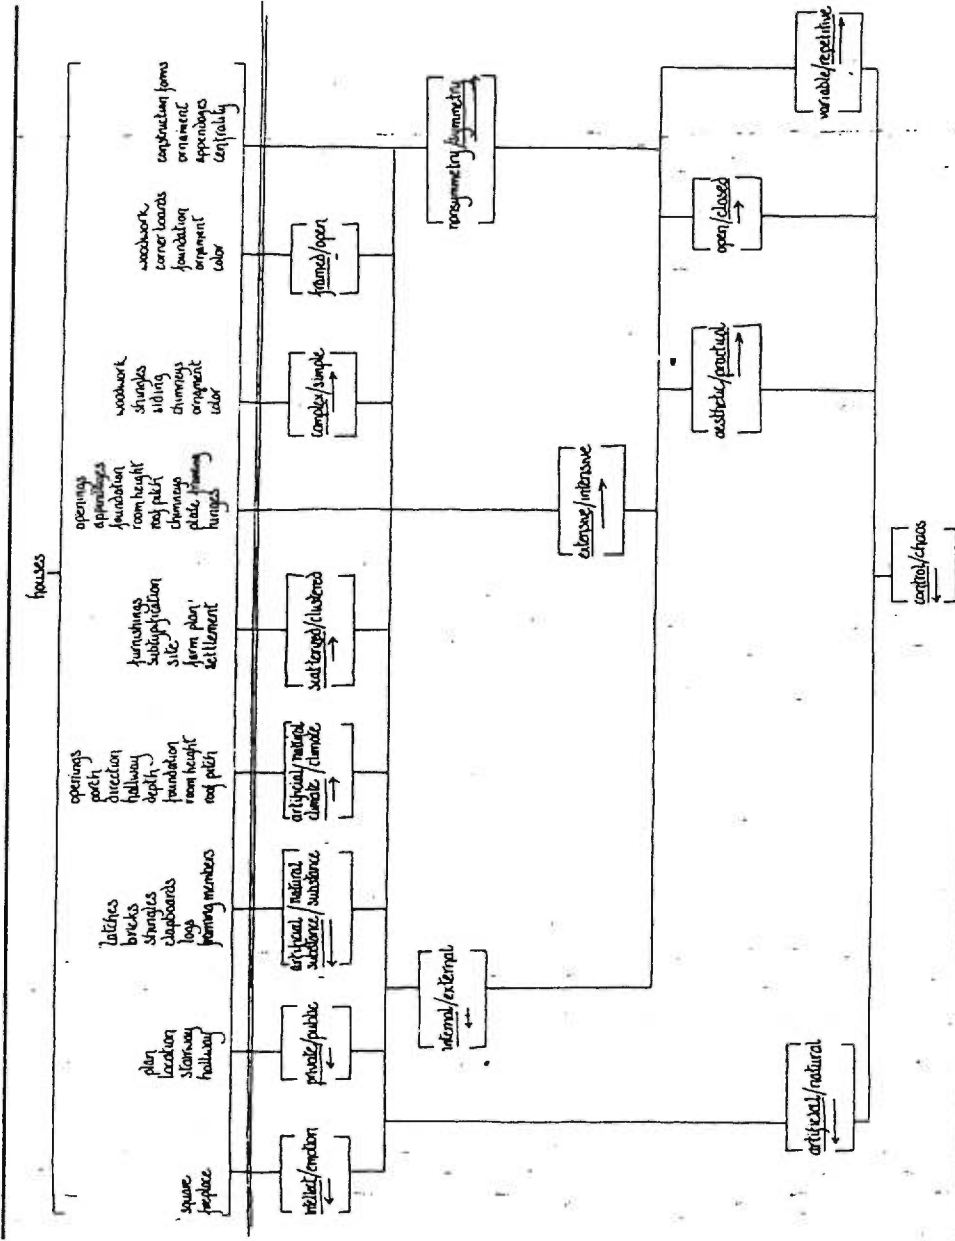 houses
construction forms
ornament
appendages
centrality
woodwork
corner boards
foundation
ornament
color
woodwork
shingles
siding
chimneys
ornament
color
openings
appendages
foundation
room height
roof pitch
chimneys
plate framing
hinges
furnishings
subtypification
site
farm plan
settlement
openings
porch
direction
hallway
depth
foundation
room height
roof pitch
latches
bricks
shingles
clapboards
logs
framing members
plan
location
stairway
hallway
square
fireplace
framed/open
complex/simple
scattered/clustered
artificial/natural
climate/climate
artificial/natural
substance/substance
private/public
intellect/emotion
nonsymmetry/symmetry
extensive/intensive
internal/external
variable/repetitive
open/closed
aesthetic/practical
artificial/natural
control/chaos